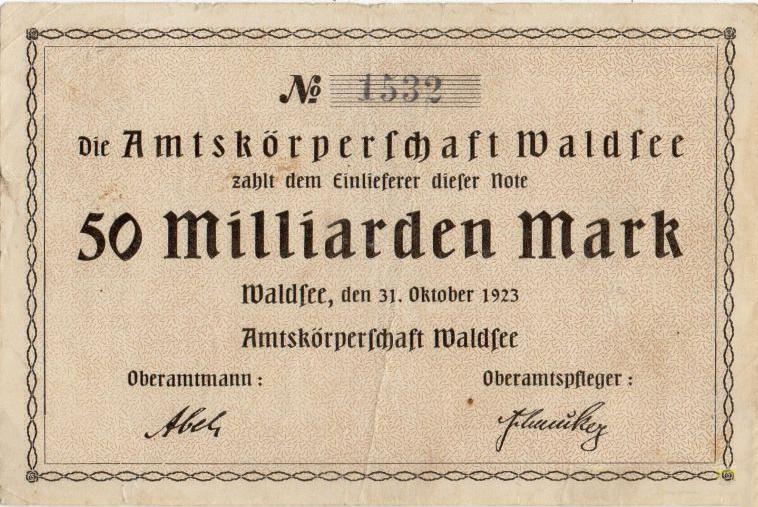 № 1532
Die Amtskörperschaft Waldsee
zahlt dem Einlieferer dieser Note
50 Milliarden Mark
Waldsee, den 31. Oktober 1923
Amtskörperschaft Waldsee
Oberamtmann: Oberamtspfleger: